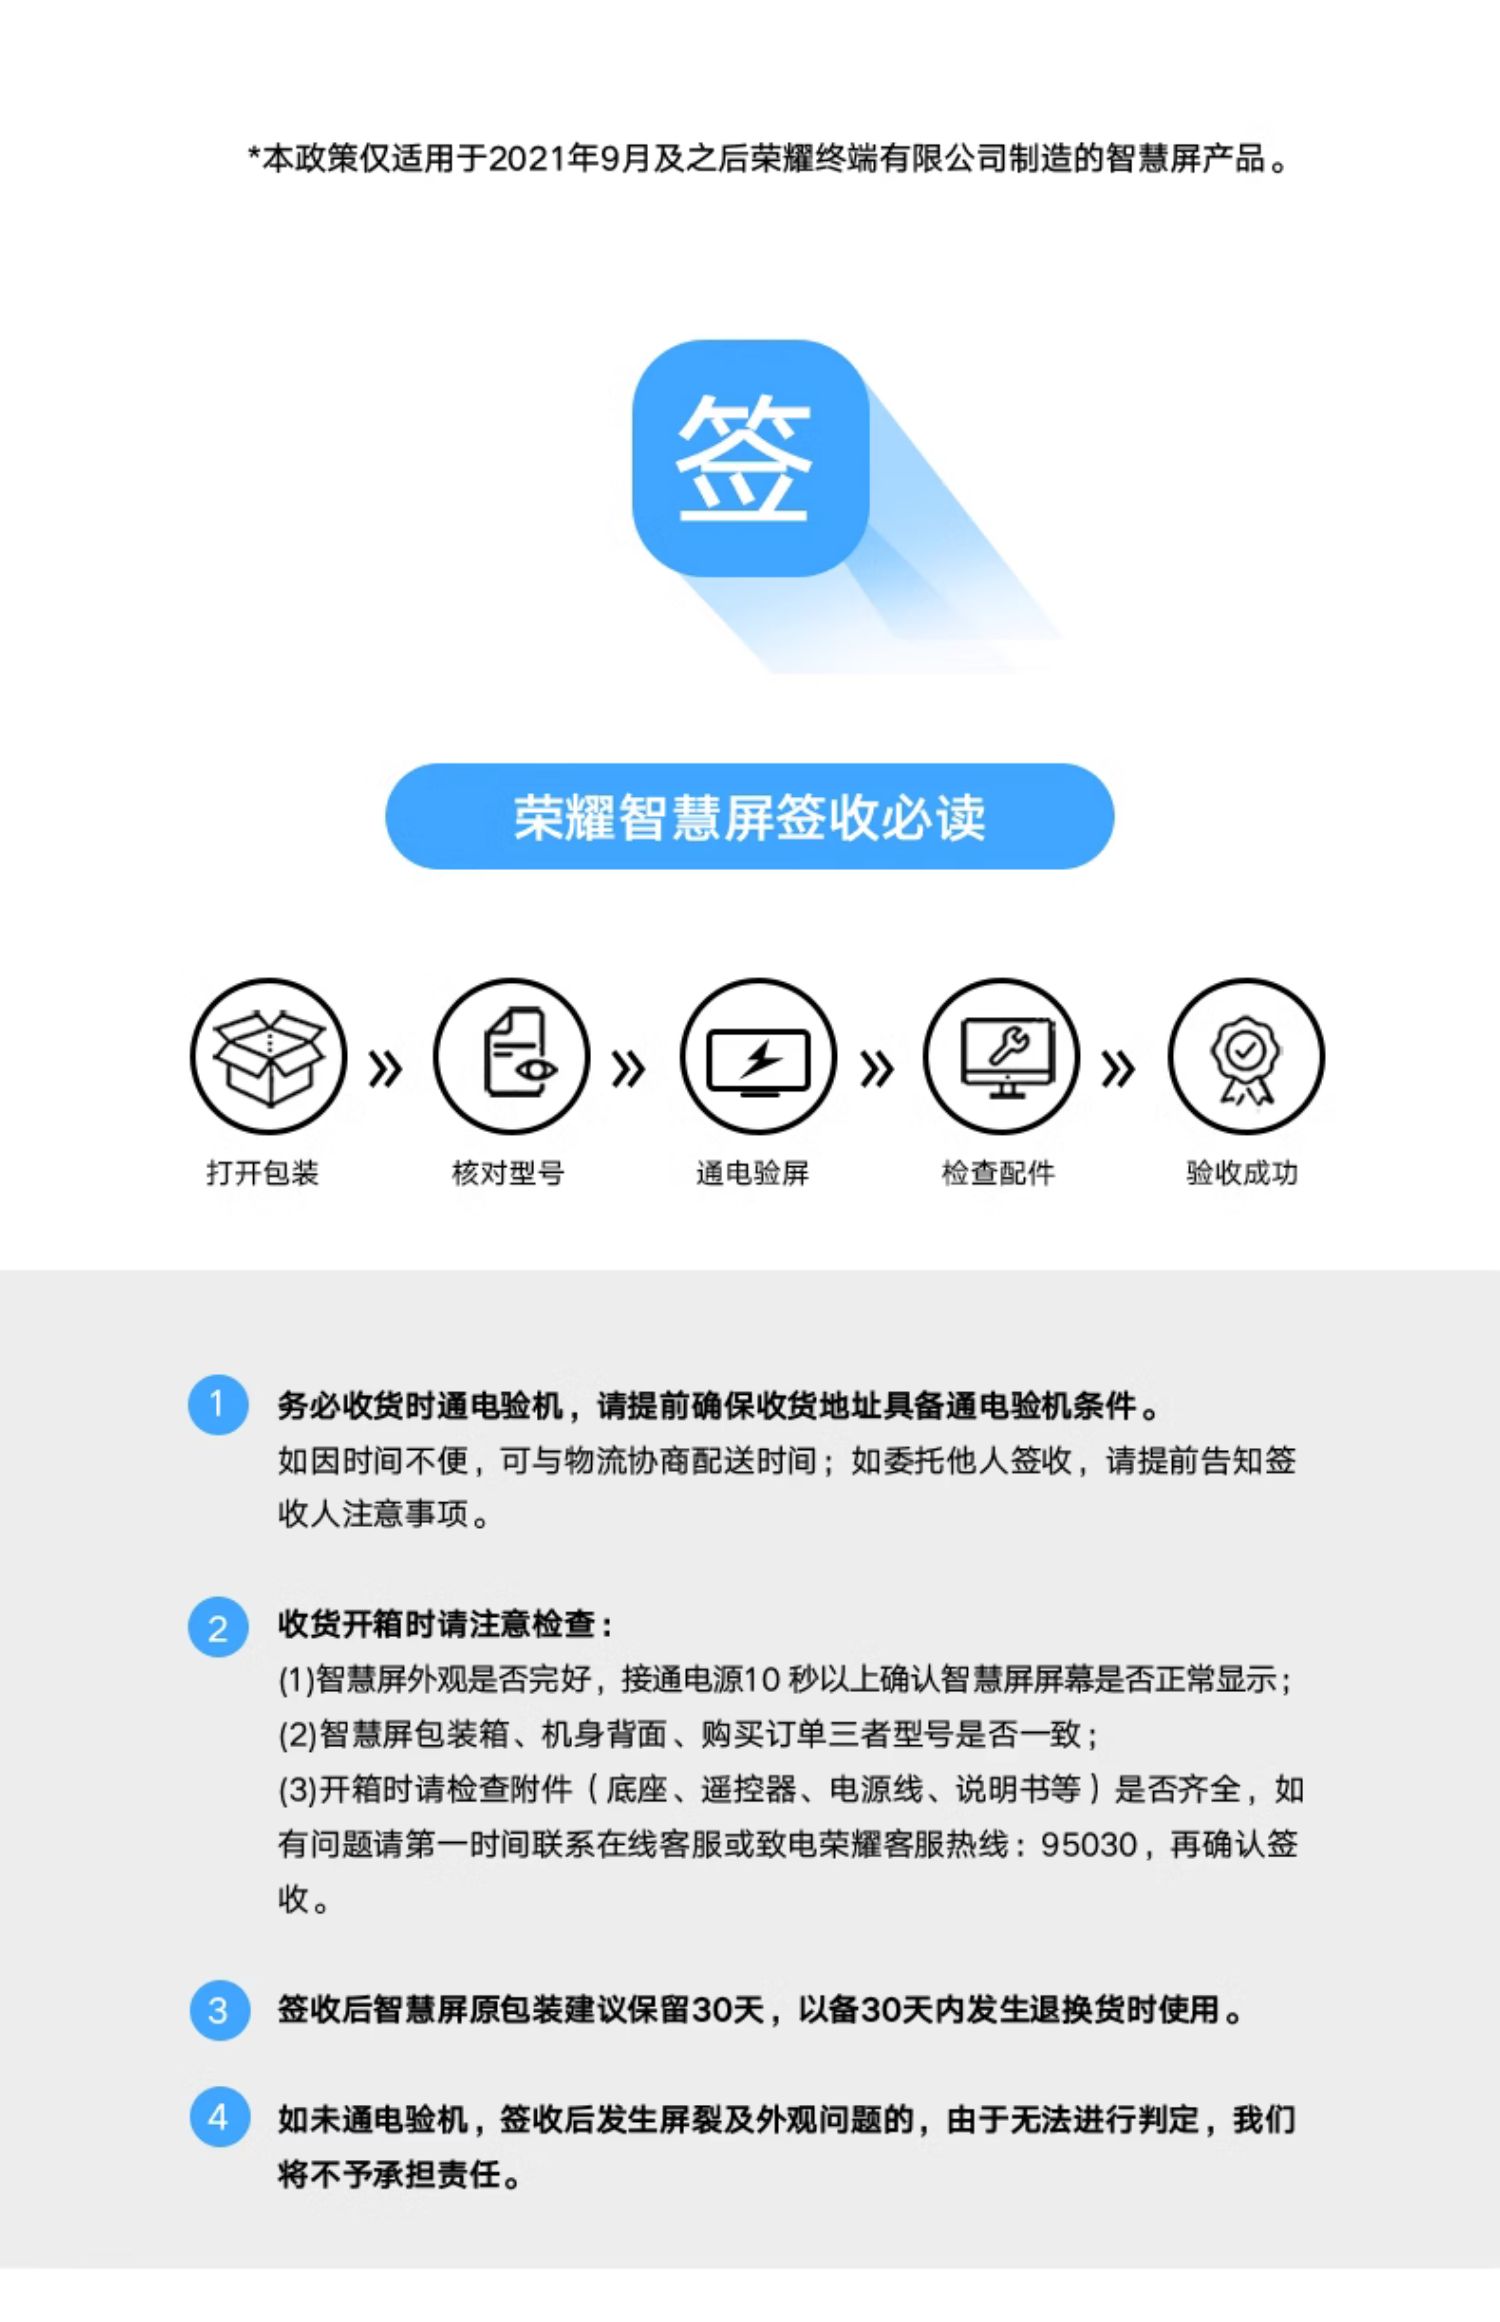 *本政策仅适用于2021年9月及之后荣耀终端有限公司制造的智慧屏产品。
签
荣耀智慧屏签收必读
打开包装 核对型号 通电验屏 检查配件 验收成功
1 务必收货时通电验机，请提前确保收货地址具备通电验机条件。
如因时间不便，可与物流协商配送时间；如委托他人签收，请提前告知签
收人注意事项。
2 收货开箱时请注意检查：
(1)智慧屏外观是否完好，接通电源10 秒以上确认智慧屏屏幕是否正常显示；
(2)智慧屏包装箱、机身背面、购买订单三者型号是否一致；
(3)开箱时请检查附件（底座、遥控器、电源线、说明书等）是否齐全，如
有问题请第一时间联系在线客服或致电荣耀客服热线：95030，再确认签
收。
3 签收后智慧屏原包装建议保留30天，以备30天内发生退换货时使用。
4 如未通电验机，签收后发生屏裂及外观问题的，由于无法进行判定，我们
将不予承担责任。